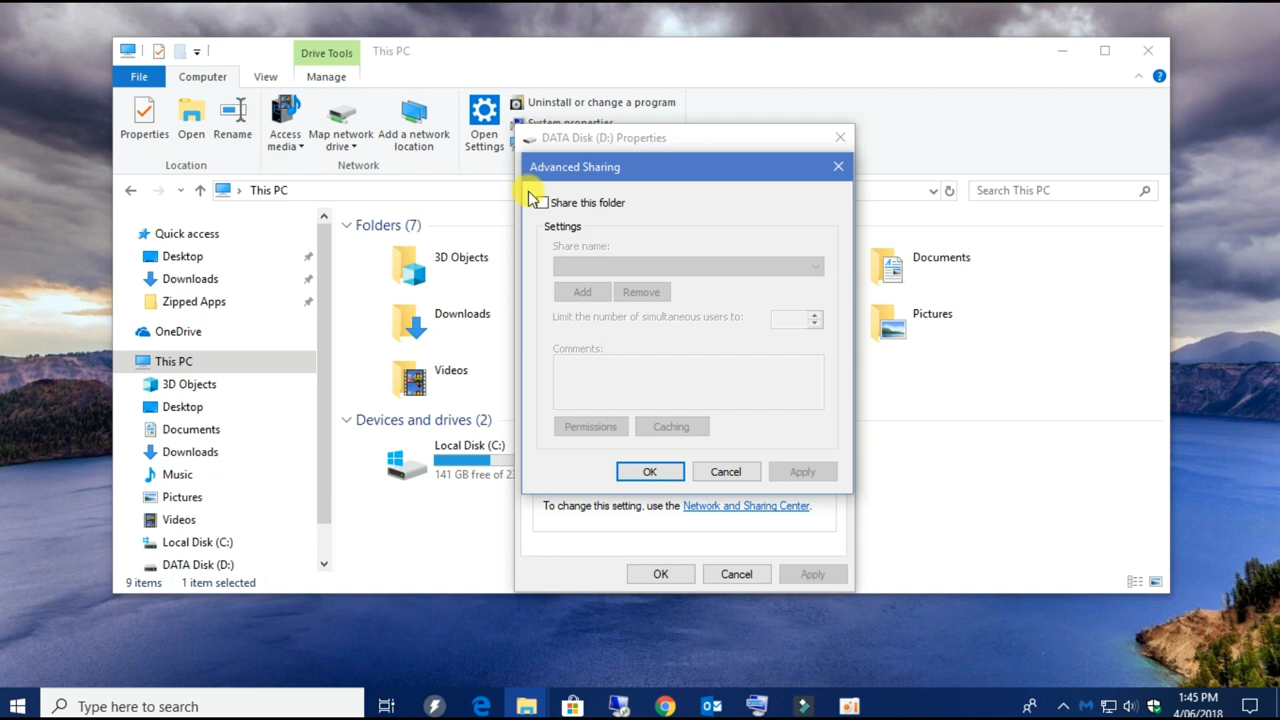 Drive Tools
This PC
File
Computer
View
Manage
Properties
Open
Rename
Access
media
Map network
drive
Add a network
location
Open
Settings
Uninstall or change a program
System properties
Location
Network
DATA Disk (D:) Properties
Advanced Sharing
This PC
Search This PC
Share this folder
Settings
Share name:
Add
Remove
Limit the number of simultaneous users to:
Comments:
Permissions
Caching
OK
Cancel
Apply
To change this setting, use the Network and Sharing Center.
OK
Cancel
Apply
Quick access
Desktop
Downloads
Zipped Apps
OneDrive
This PC
3D Objects
Desktop
Documents
Downloads
Music
Pictures
Videos
Local Disk (C:)
DATA Disk (D:)
Folders (7)
3D Objects
Documents
Downloads
Pictures
Videos
Devices and drives (2)
Local Disk (C:)
141 GB free of
9 items
1 item selected
Type here to search
1:45 PM
4/06/2018